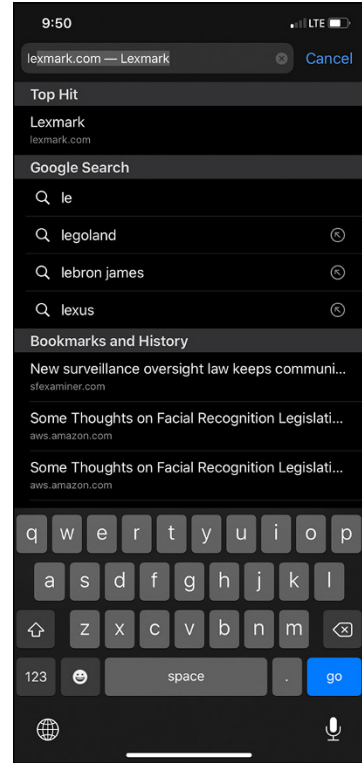 9:50 LTE
lexmark.com — Lexmark Cancel
Top Hit
Lexmark
lexmark.com
Google Search
le
legoland
lebron james
lexus
Bookmarks and History
New surveillance oversight law keeps communi...
sfexaminer.com
Some Thoughts on Facial Recognition Legislati...
aws.amazon.com
Some Thoughts on Facial Recognition Legislati...
aws.amazon.com
q w e r t y u i o p
a s d f g h j k l
z x c v b n m
123 space . go